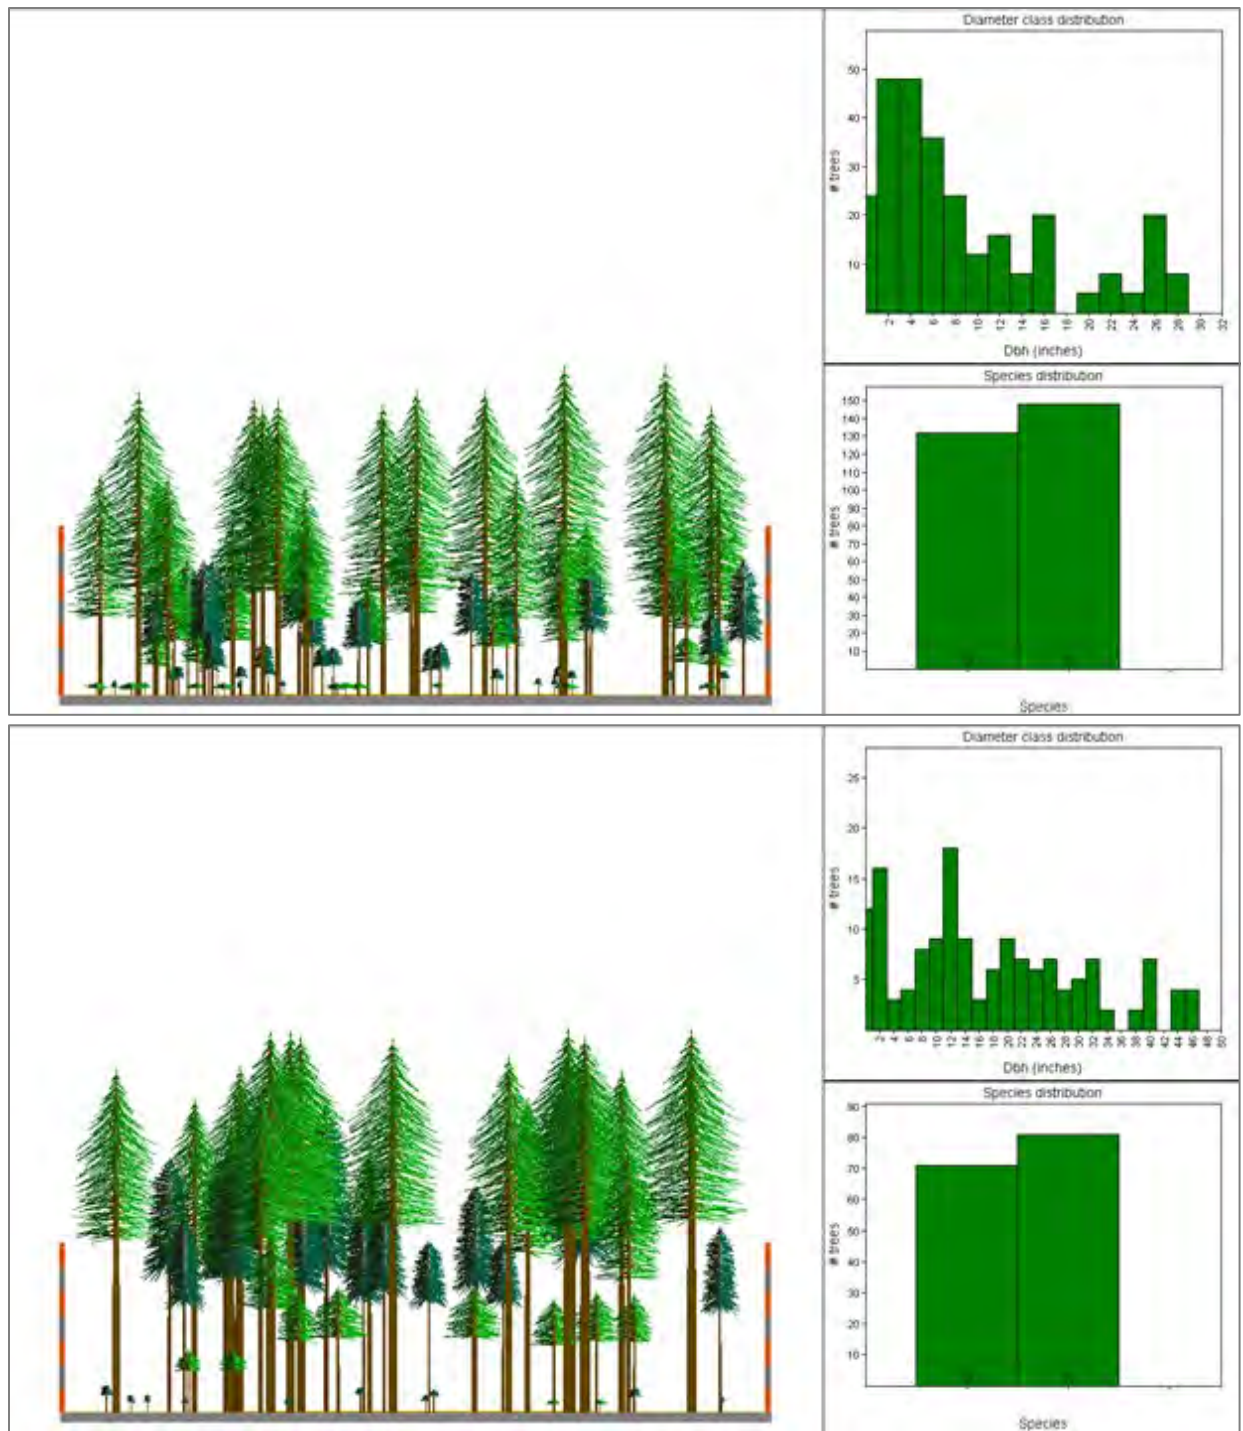 Diameter class distribution
50
40
30
20
10
# trees
2 4 6 8 10 12 14 16 18 20 22 24 26 28 30 32
Dbh (inches)
Species distribution
150
140
130
120
110
100
90
80
70
60
50
40
30
20
10
# trees
Species
Diameter class distribution
25
20
15
10
5
# trees
2 4 6 8 10 12 14 16 18 20 22 24 26 28 30 32 34 36 38 40 42 44 46 48 50
Dbh (inches)
Species distribution
90
80
70
60
50
40
30
20
10
# trees
Species